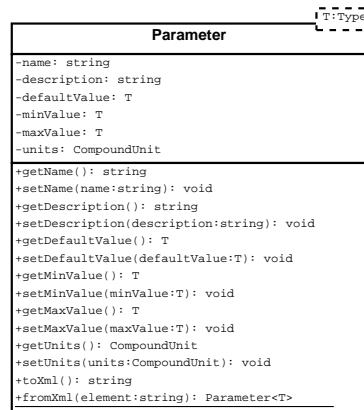 T:Type
Parameter
-name: string
-description: string
-defaultValue: T
-minValue: T
-maxValue: T
-units: CompoundUnit
+getName(): string
+setName(name:string): void
+getDescription(): string
+setDescription(description:string): void
+getDefaultValue(): T
+setDefaultValue(defaultValue:T): void
+getMinValue(): T
+setMinValue(minValue:T): void
+getMaxValue(): T
+setMaxValue(maxValue:T): void
+getUnits(): CompoundUnit
+setUnits(units:CompoundUnit): void
+toXml(): string
+fromXml(element:string): Parameter<T>